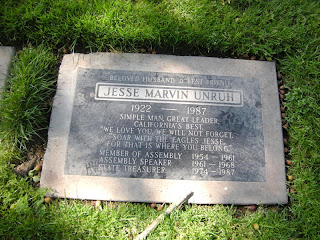 BELOVED HUSBAND & BEST FRIEND
JESSE MARVIN UNRUH
1922 — 1987
SIMPLE MAN, GREAT LEADER
CALIFORNIA'S BEST.
"WE LOVE YOU, WE WILL NOT FORGET,
SOAR WITH THE EAGLES JESSE,
FOR THAT IS WHERE YOU BELONG."
MEMBER OF ASSEMBLY 1954 - 1961
ASSEMBLY SPEAKER 1961 - 1968
STATE TREASURER 1974 - 1987